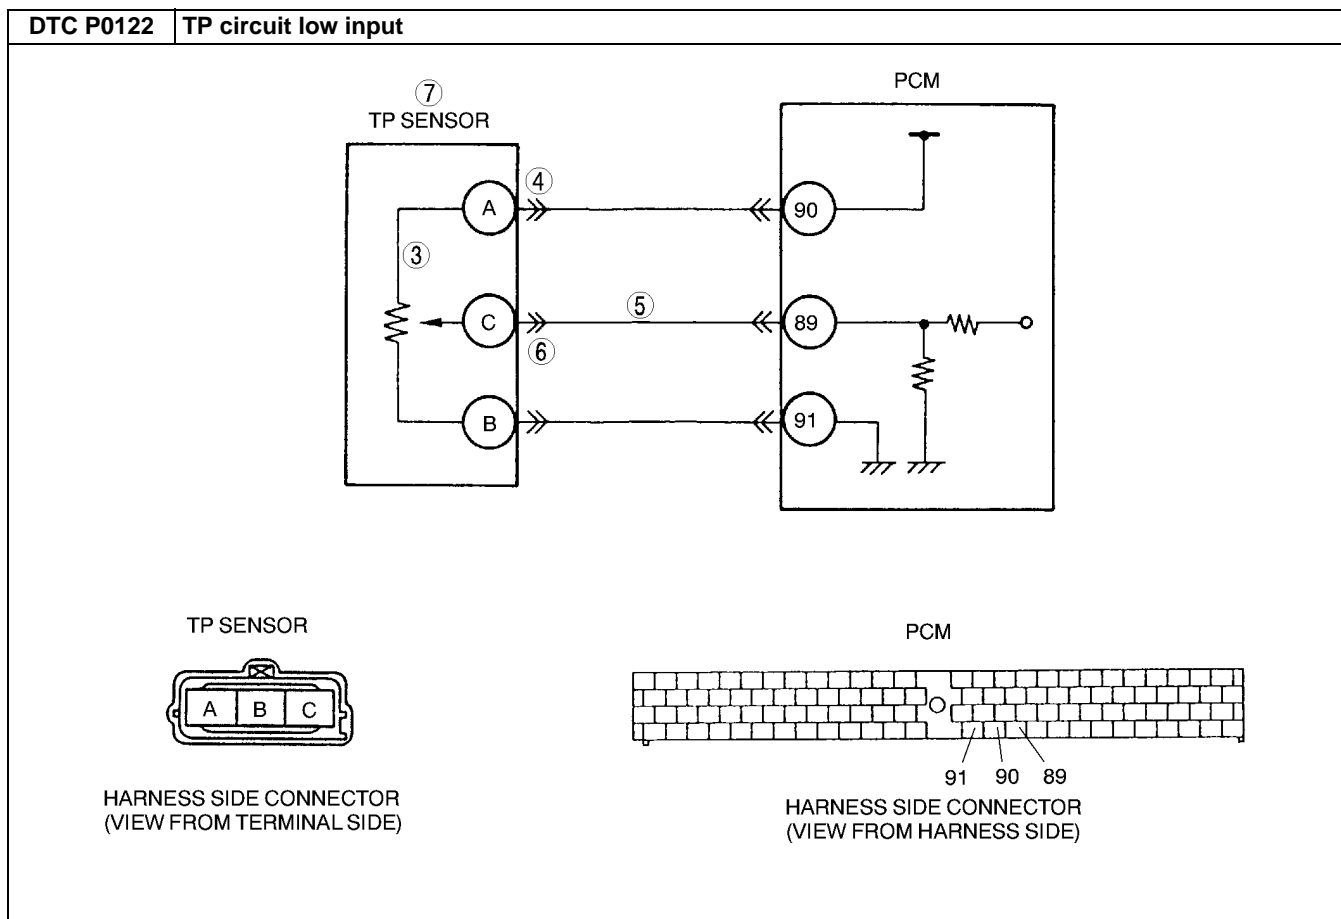 DTC P0122 TP circuit low input
PCM
⑦
TP SENSOR
④
A
90
③
⑤
C
89
⑥
B
91
TP SENSOR
PCM
A B C
91 90 89
HARNESS SIDE CONNECTOR
(VIEW FROM TERMINAL SIDE)
HARNESS SIDE CONNECTOR
(VIEW FROM HARNESS SIDE)